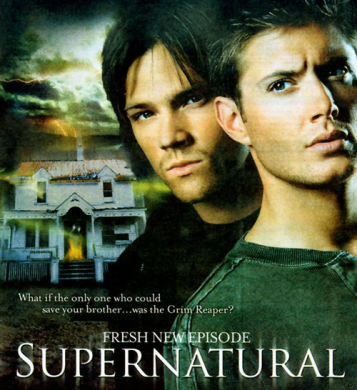 What if the only one who could
save your brother...was the Grim Reaper?
FRESH NEW EPISODE
SUPERNATURAL